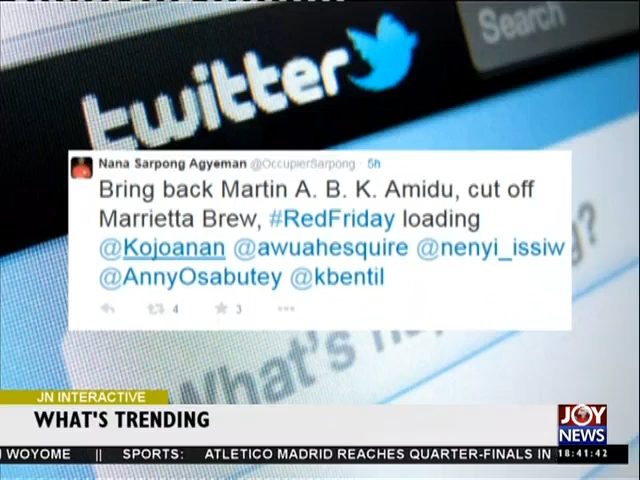 twitter
Search
Nana Sarpong Agyeman @OccupierSarpong · 5h
Bring back Martin A. B. K. Amidu, cut off
Marrietta Brew, #RedFriday loading
@Kojoanan @awuahesquire @nenyi_issiw
@AnnyOsabutey @kbentil
4
3
What's
?
JN INTERACTIVE
WHAT'S TRENDING
JOY
NEWS
WOYOME || SPORTS: ATLETICO MADRID REACHES QUARTER-FINALS IN
18:41:42